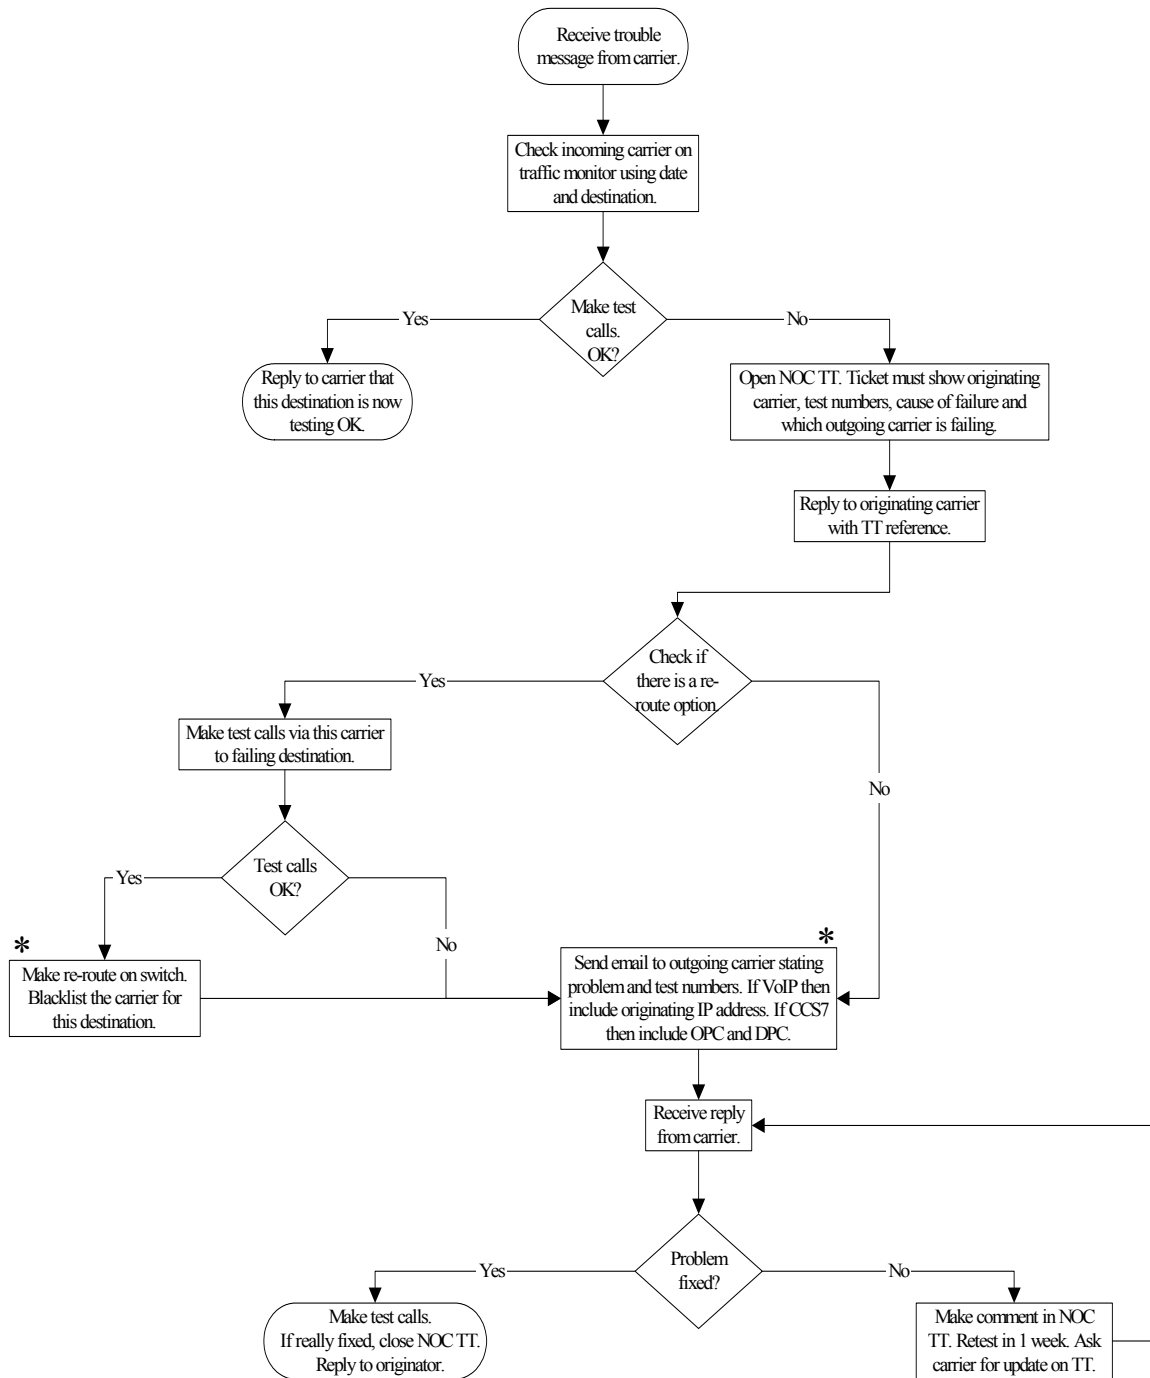 Receive trouble
message from carrier.
Check incoming carrier on
traffic monitor using date
and destination.
Make test
calls.
OK?
Yes
No
Reply to carrier that
this destination is now
testing OK.
Open NOC TT. Ticket must show originating
carrier, test numbers, cause of failure and
which outgoing carrier is failing.
Reply to originating carrier
with TT reference.
Check if
there is a re-
route option.
Yes
No
Make test calls via this carrier
to failing destination.
Test calls
OK?
Yes
No
*
Make re-route on switch.
Blacklist the carrier for
this destination.
*
Send email to outgoing carrier stating
problem and test numbers. If VoIP then
include originating IP address. If CCS7
then include OPC and DPC.
Receive reply
from carrier.
Problem
fixed?
Yes
No
Make test calls.
If really fixed, close NOC TT.
Reply to originator.
Make comment in NOC
TT. Retest in 1 week. Ask
carrier for update on TT.